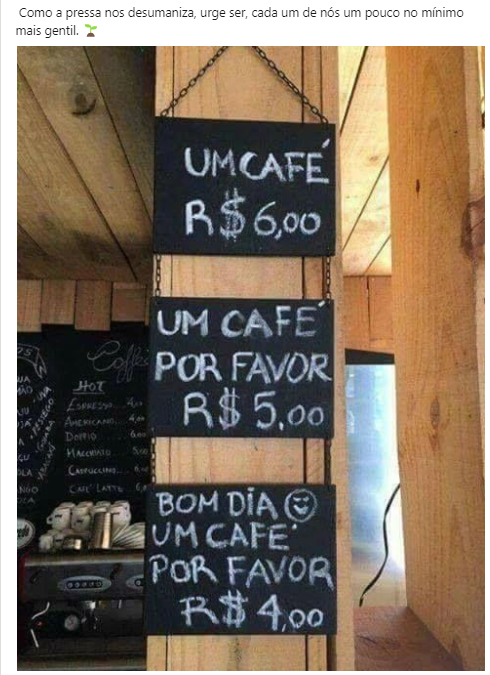 Como a pressa nos desumaniza, urge ser, cada um de nós um pouco no mínimo
mais gentil. 🌱
UM CAFÉ
R$ 6,00
UM CAFÉ
POR FAVOR
R$ 5,00
BOM DIA ☺
UM CAFÉ
POR FAVOR
R$ 4,00
Coffee
HOT
ESPRESSO
AMERICANO
DOPPIO
MACCHIATO
CAPPUCCINO
CAFÉ LATTE